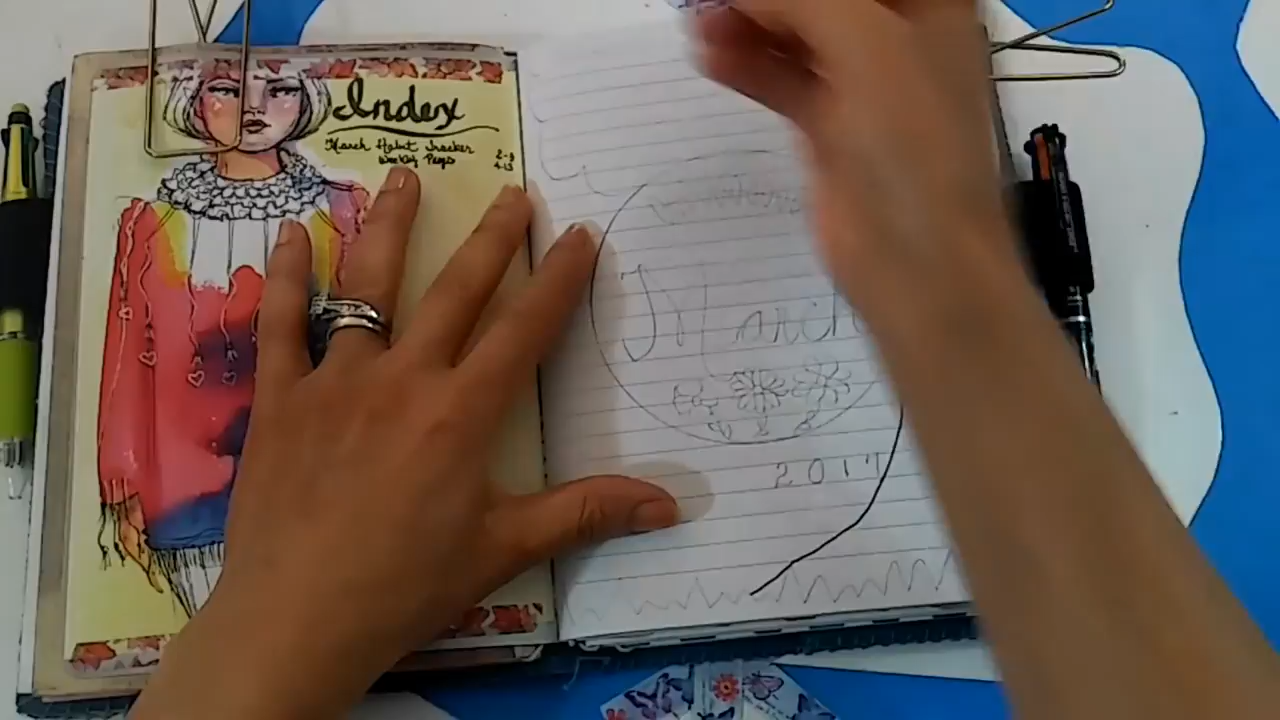 Index
March Habit Tracker 2-3
Weekly Pages 4-13
March
2017